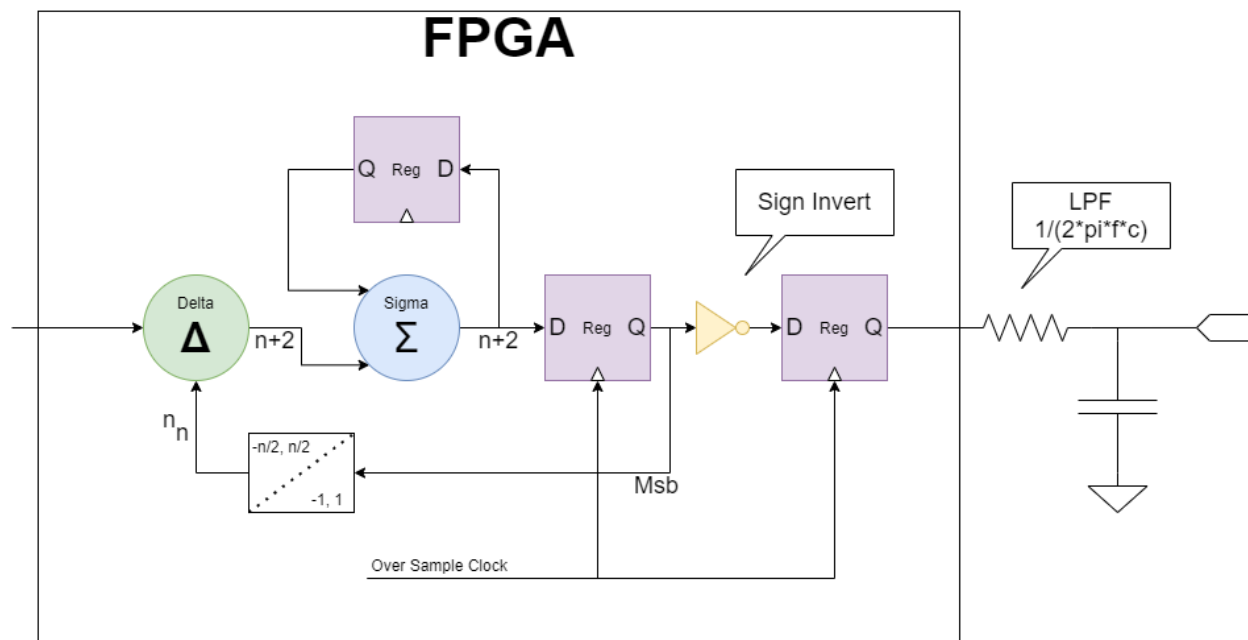 FPGA
Q Reg D
Sign Invert
LPF
1/(2*pi*f*c)
Delta
Δ
n+2
Sigma
Σ
n+2
D Reg Q
D Reg Q
n
n
-n/2, n/2
-1, 1
Msb
Over Sample Clock